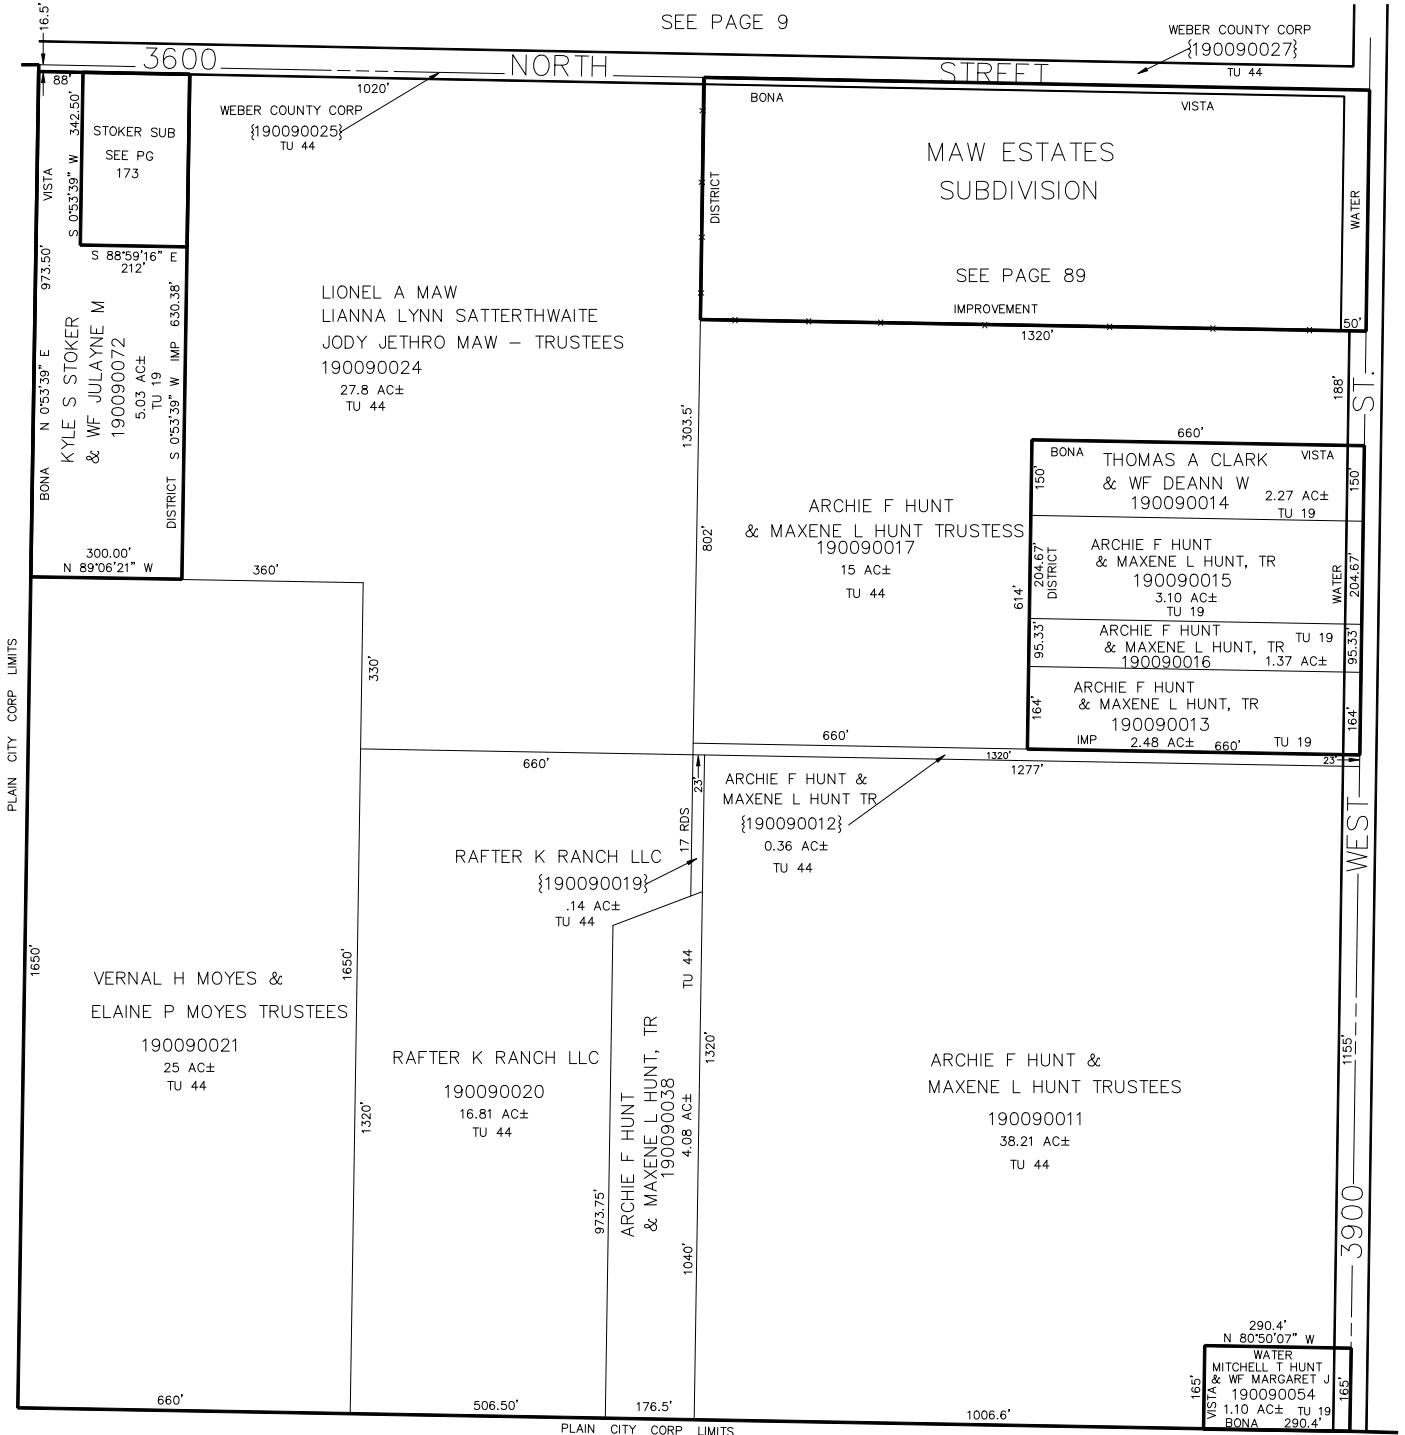 SEE PAGE 9
16.5'
WEBER COUNTY CORP
{190090027}
TU 44
3600 NORTH STREET
88'
1020'
WEBER COUNTY CORP
{190090025}
TU 44
BONA VISTA
DISTRICT
WATER
IMPROVEMENT
MAW ESTATES
SUBDIVISION
SEE PAGE 89
50'
1320'
STOKER SUB
SEE PG
173
S 0°53'39" W 342.50'
S 88°59'16" E
212'
BONA N 0°53'39" E 973.50' VISTA
KYLE S STOKER
& WF JULAYNE M
190090072
5.03 AC±
TU 19
DISTRICT S 0°53'39" W IMP 630.38'
300.00'
N 89°06'21" W
360'
LIONEL A MAW
LIANNA LYNN SATTERTHWAITE
JODY JETHRO MAW – TRUSTEES
190090024
27.8 AC±
TU 44
1303.5'
802'
330'
188'
ST.
660'
ARCHIE F HUNT
& MAXENE L HUNT TRUSTESS
190090017
15 AC±
TU 44
614'
BONA VISTA
THOMAS A CLARK
& WF DEANN W
190090014
2.27 AC±
TU 19
150'
150'
ARCHIE F HUNT
& MAXENE L HUNT, TR
190090015
3.10 AC±
TU 19
204.67'
DISTRICT
WATER
204.67'
ARCHIE F HUNT
TU 19
& MAXENE L HUNT, TR
190090016
1.37 AC±
95.33'
95.33'
ARCHIE F HUNT
& MAXENE L HUNT, TR
190090013
IMP 2.48 AC± 660' TU 19
164'
164'
PLAIN CITY CORP LIMITS
660'
660'
1320'
1277'
23'
23'
17 RDS
ARCHIE F HUNT &
MAXENE L HUNT TR
{190090012}
0.36 AC±
TU 44
RAFTER K RANCH LLC
{190090019}
.14 AC±
TU 44
WEST
1650'
1650'
VERNAL H MOYES &
ELAINE P MOYES TRUSTEES
190090021
25 AC±
TU 44
1320'
RAFTER K RANCH LLC
190090020
16.81 AC±
TU 44
973.75'
ARCHIE F HUNT
& MAXENE L HUNT, TR
190090038
4.08 AC±
TU 44
1040'
1320'
ARCHIE F HUNT &
MAXENE L HUNT TRUSTEES
190090011
38.21 AC±
TU 44
1155'
3900
290.4'
N 80°50'07" W
WATER
MITCHELL T HUNT
& WF MARGARET J
190090054
1.10 AC± TU 19
BONA 290.4'
VISTA
165'
165'
660'
506.50'
176.5'
1006.6'
PLAIN CITY CORP LIMITS